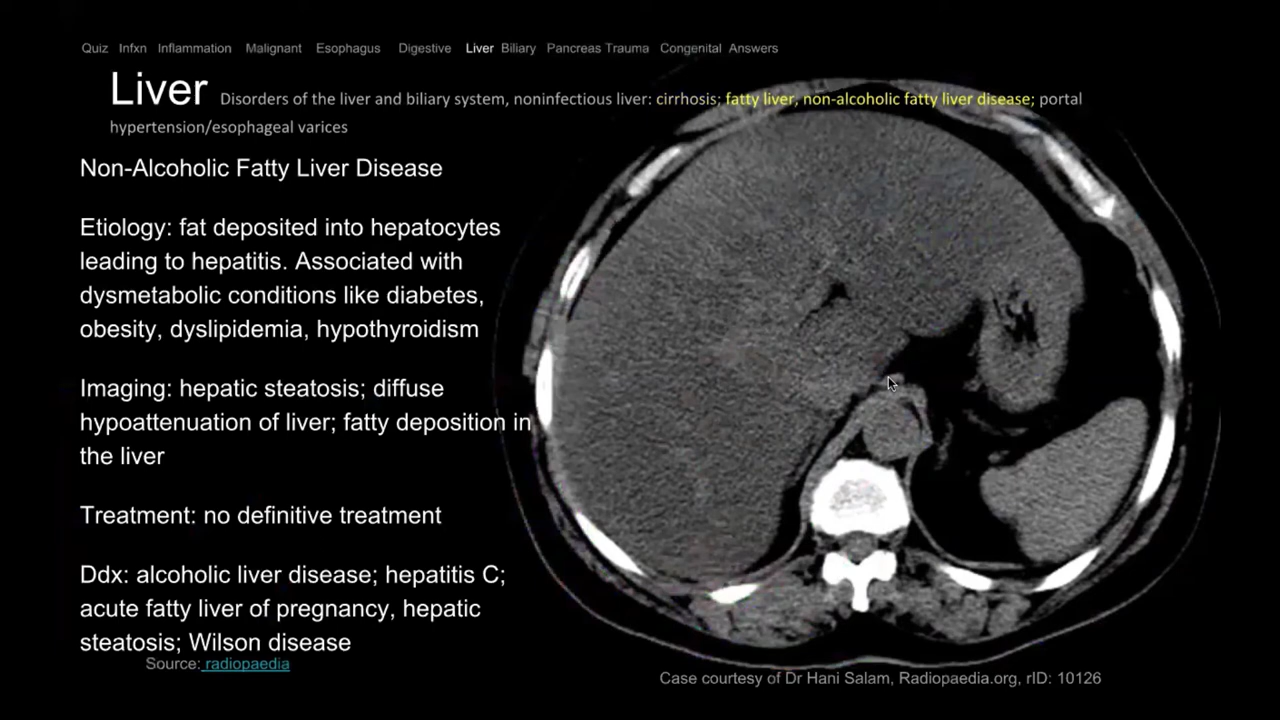 Quiz Infxn Inflammation Malignant Esophagus Digestive Liver Biliary Pancreas Trauma Congenital Answers
Liver Disorders of the liver and biliary system, noninfectious liver: cirrhosis; fatty liver, non-alcoholic fatty liver disease; portal
hypertension/esophageal varices
Non-Alcoholic Fatty Liver Disease
Etiology: fat deposited into hepatocytes
leading to hepatitis. Associated with
dysmetabolic conditions like diabetes,
obesity, dyslipidemia, hypothyroidism
Imaging: hepatic steatosis; diffuse
hypoattenuation of liver; fatty deposition in
the liver
Treatment: no definitive treatment
Ddx: alcoholic liver disease; hepatitis C;
acute fatty liver of pregnancy, hepatic
steatosis; Wilson disease
Source: radiopaedia
Case courtesy of Dr Hani Salam, Radiopaedia.org, rID: 10126